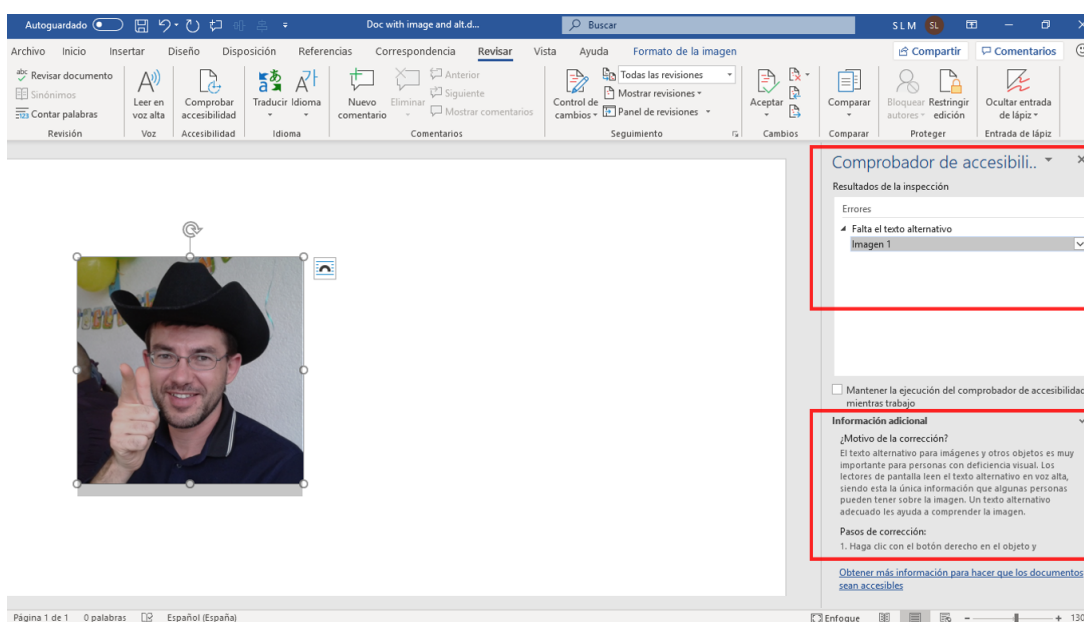 Autoguardado Doc with image and alt.d... Buscar S L M SL
Archivo Inicio Insertar Diseño Disposición Referencias Correspondencia Revisar Vista Ayuda Formato de la imagen Compartir Comentarios
abc Revisar documento
Sinónimos
123 Contar palabras
Revisión
Leer en
voz alta
Voz
Comprobar
accesibilidad
Accesibilidad
Traducir Idioma
Idioma
Nuevo
comentario
Eliminar
Anterior
Siguiente
Mostrar comentarios
Comentarios
Control de
cambios
Todas las revisiones
Mostrar revisiones
Panel de revisiones
Seguimiento
Aceptar
Cambios
Comparar
Comparar
Bloquear
autores
Restringir
edición
Proteger
Ocultar entrada
de lápiz
Entrada de lápiz
Comprobador de accesibili...
Resultados de la inspección
Errores
Falta el texto alternativo
Imagen 1
Mantener la ejecución del comprobador de accesibilidad
mientras trabajo
Información adicional
¿Motivo de la corrección?
El texto alternativo para imágenes y otros objetos es muy
importante para personas con deficiencia visual. Los
lectores de pantalla leen el texto alternativo en voz alta,
siendo esta la única información que algunas personas
pueden tener sobre la imagen. Un texto alternativo
adecuado les ayuda a comprender la imagen.
Pasos de corrección:
1. Haga clic con el botón derecho en el objeto y
Obtener más información para hacer que los documentos
sean accesibles
Página 1 de 1 0 palabras Español (España) Enfoque - + 130